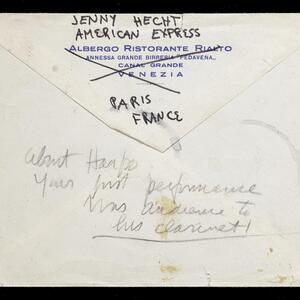 JENNY HECHT
AMERICAN EXPRESS
ALBERGO RISTORANTE RIALTO
ANNESSA GRANDE BIRRERIA "PEDAVENA"
CANAL GRANDE
VENEZIA
PARIS
FRANCE
About Harpo
Your first performance
was audience to
his clarinet!